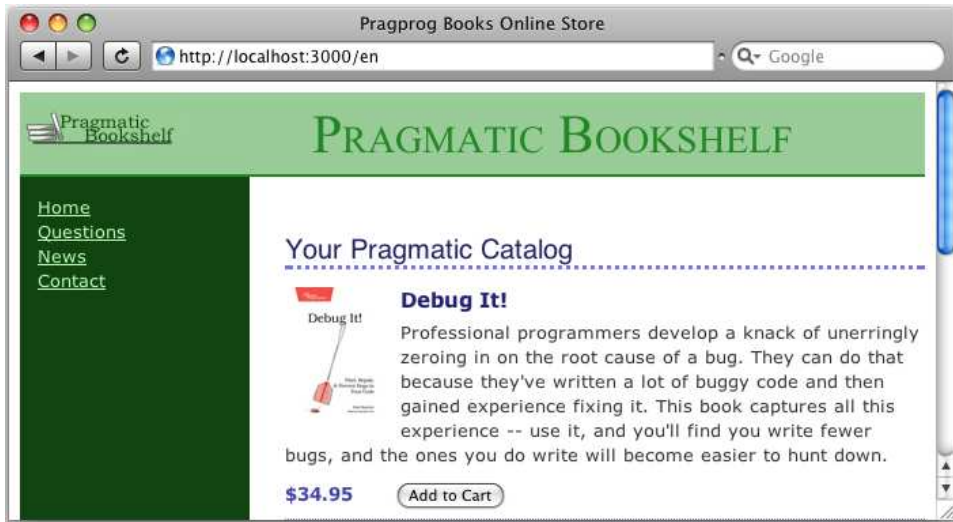 Pragprog Books Online Store
http://localhost:3000/en
Google
Pragmatic
Bookshelf
PRAGMATIC BOOKSHELF
Home
Questions
News
Contact
Your Pragmatic Catalog
Debug It!
Debug It!
Professional programmers develop a knack of unerringly
zeroing in on the root cause of a bug. They can do that
because they've written a lot of buggy code and then
gained experience fixing it. This book captures all this
experience -- use it, and you'll find you write fewer
bugs, and the ones you do write will become easier to hunt down.
$34.95
Add to Cart